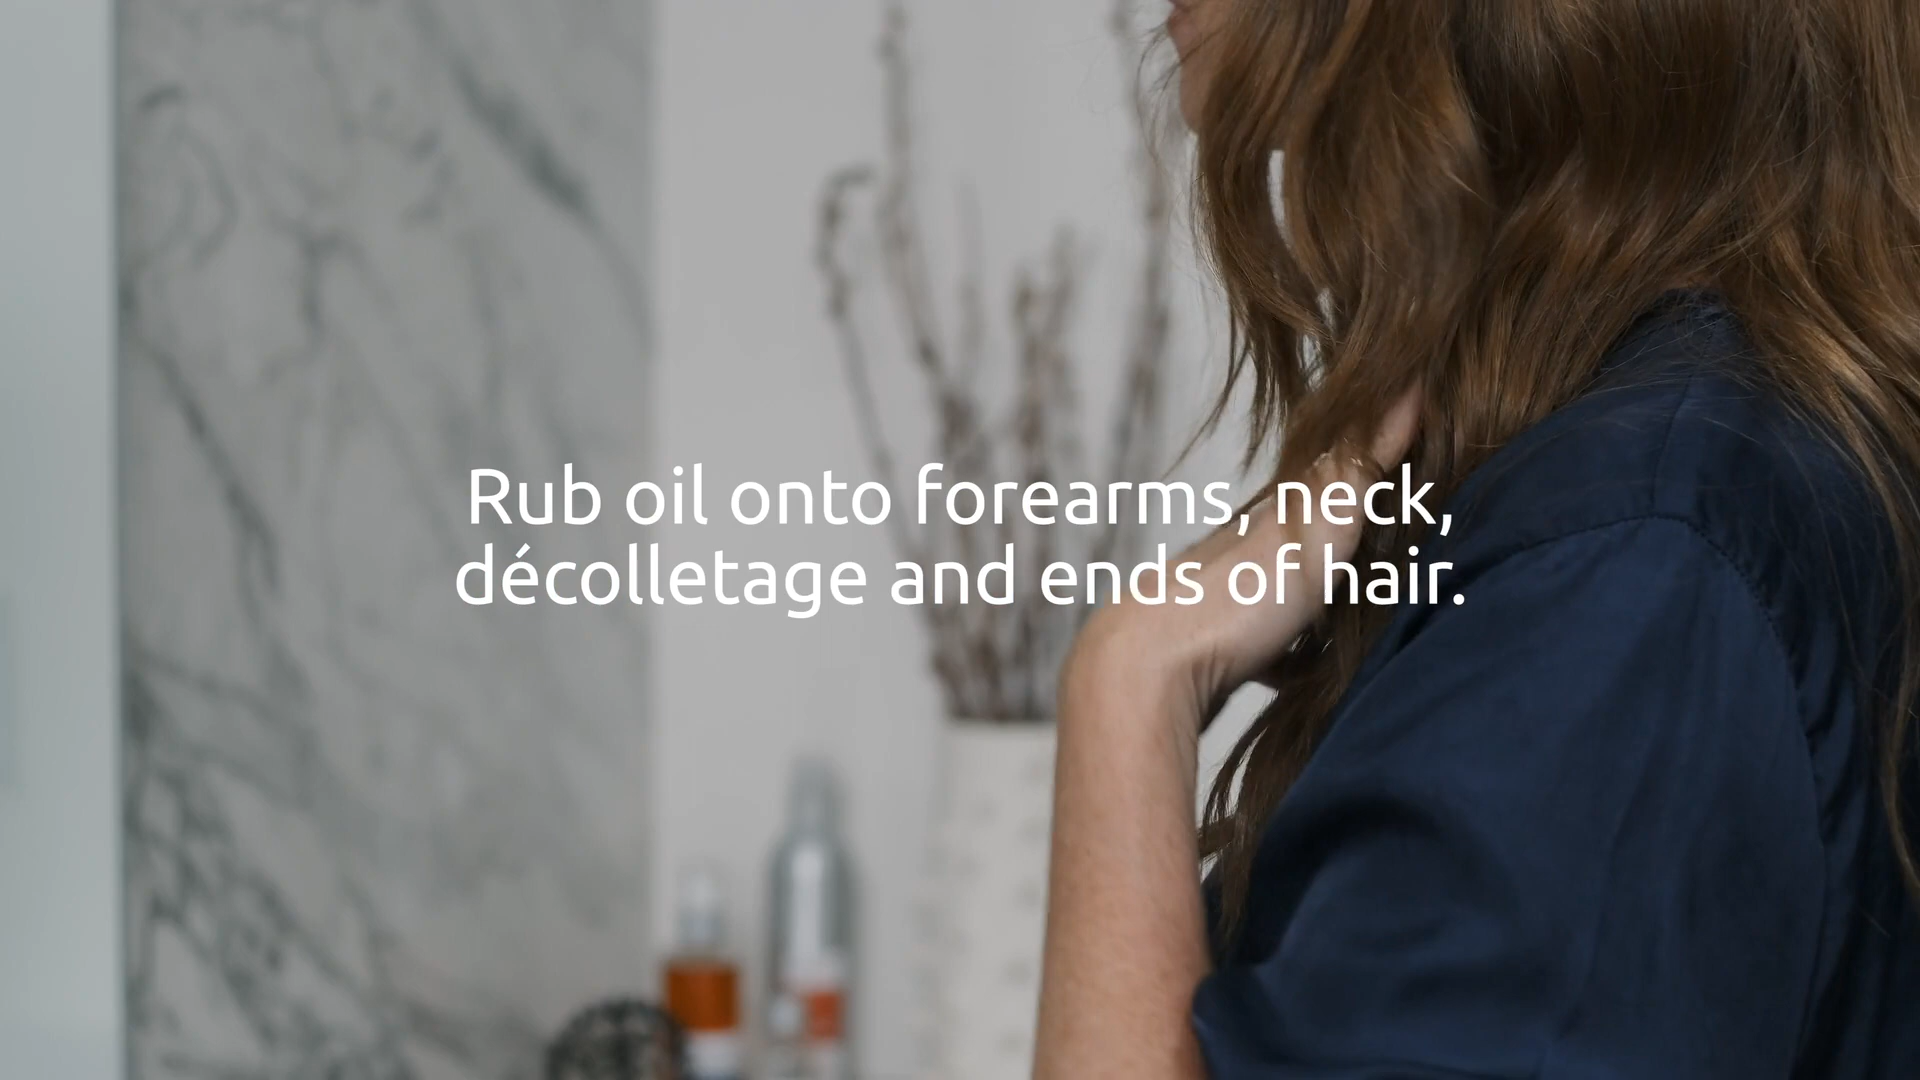 Rub oil onto forearms, neck,
décolletage and ends of hair.